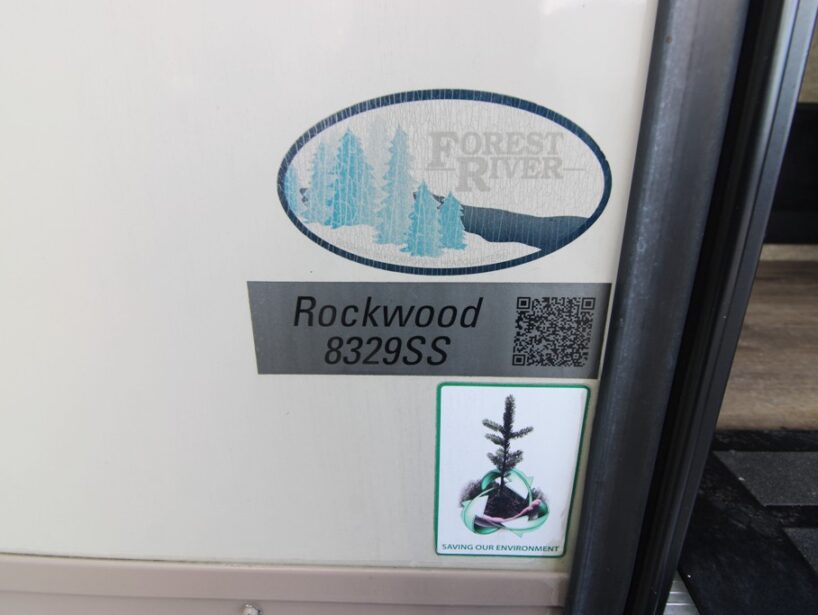 FOREST
RIVER
Rockwood
8329SS
SAVING OUR ENVIRONMENT